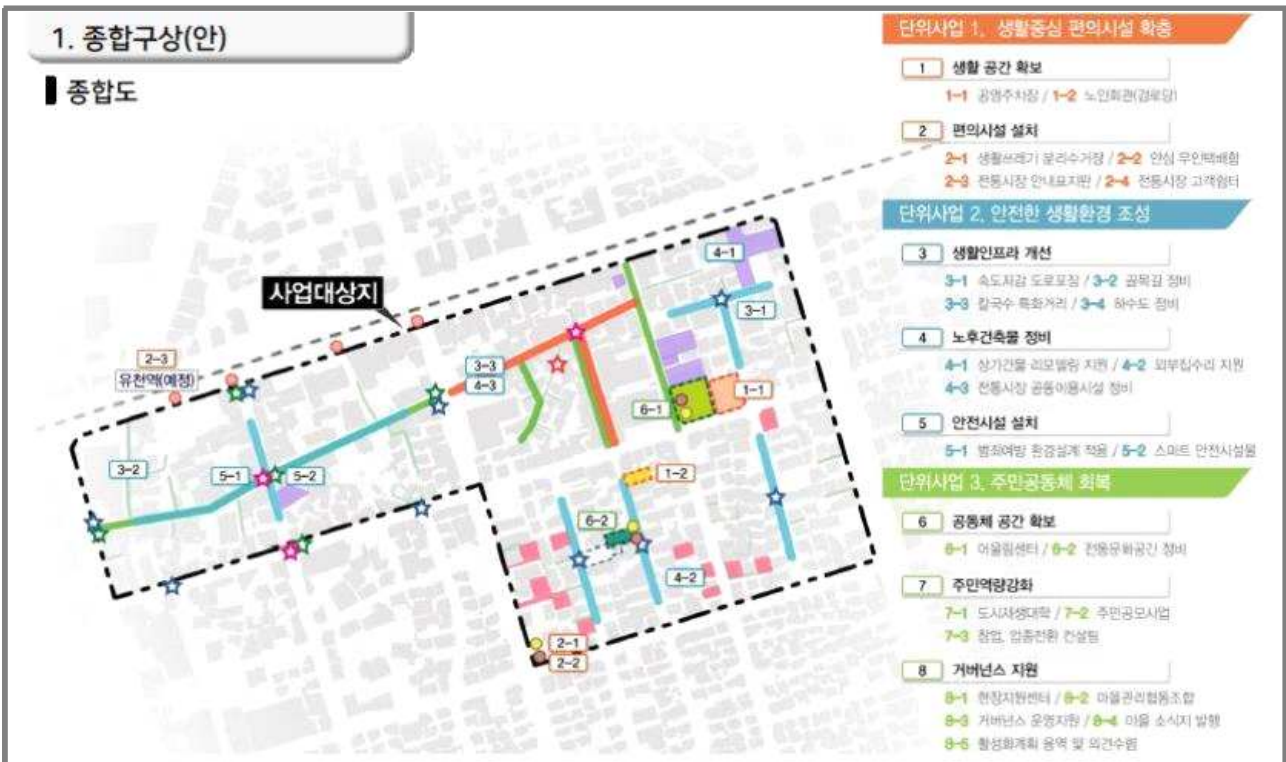 1. 종합구상(안)
종합도
사업대상지
2-3
유천역(예정)
3-2
5-1
5-2
3-3
4-3
6-1
1-1
4-1
3-1
1-2
6-2
4-2
2-1
2-2
단위사업 1, 생활중심 편의시설 확충
1 생활 공간 확보
1-1 공영주차장 / 1-2 노인회관(경로당)
2 편의시설 설치
2-1 생활쓰레기 분리수거장 / 2-2 안심 무인택배함
2-3 전통시장 안내표지판 / 2-4 전통시장 고객쉼터
단위사업 2, 안전한 생활환경 조성
3 생활인프라 개선
3-1 속도저감 도로포장 / 3-2 골목길 정비
3-3 칼국수 특화거리 / 3-4 하수도 정비
4 노후건축물 정비
4-1 상가건물 리모델링 지원 / 4-2 외부집수리 지원
4-3 전통시장 공동이용시설 정비
5 안전시설 설치
5-1 범죄예방 환경설계 적용 / 5-2 스마트 안전시설물
단위사업 3, 주민공동체 회복
6 공동체 공간 확보
6-1 어울림센터 / 6-2 전통문화공간 정비
7 주민역량강화
7-1 도시재생대학 / 7-2 주민공모사업
7-3 창업, 업종전환 컨설팅
8 거버넌스 지원
8-1 현장지원센터 / 8-2 마을관리협동조합
8-3 거버넌스 운영지원 / 8-4 마을 소식지 발행
8-5 활성화계획 용역 및 의견수렴